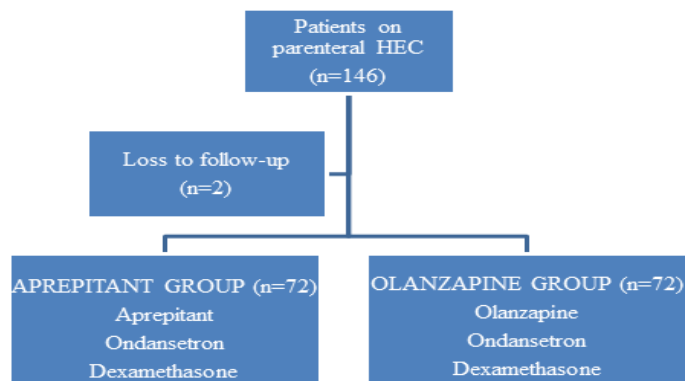 Patients on
parenteral HEC
(n=146)
Loss to follow-up
(n=2)
APREPITANT GROUP (n=72)
Aprepitant
Ondansetron
Dexamethasone
OLANZAPINE GROUP (n=72)
Olanzapine
Ondansetron
Dexamethasone